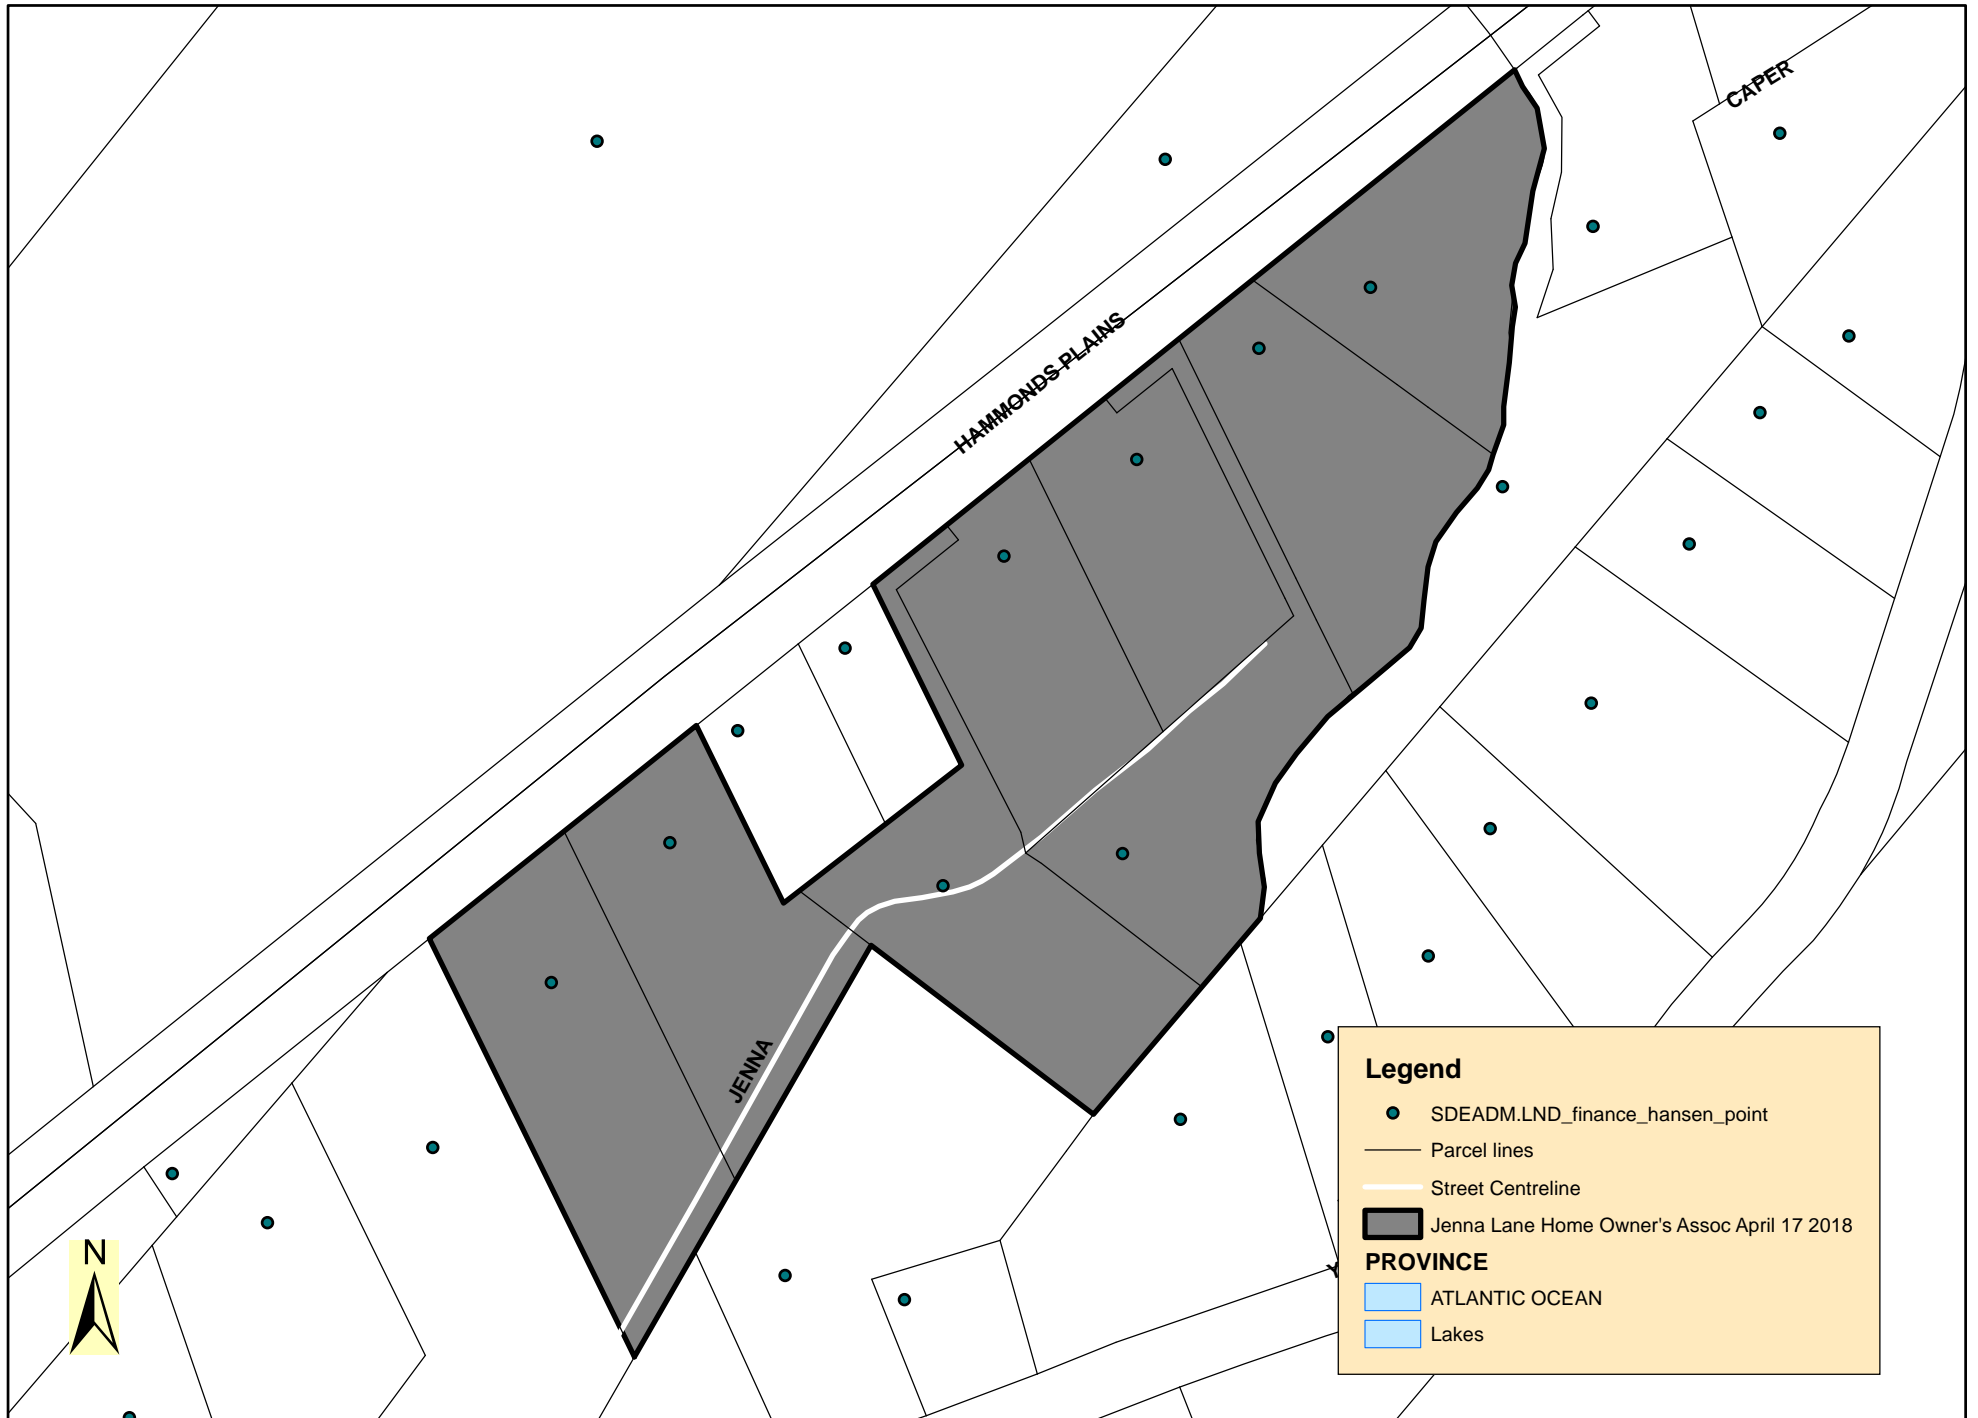 CAPER
HAMMONDS PLAINS
JENNA
Legend
SDEADM.LND_finance_hansen_point
Parcel lines
Street Centreline
Jenna Lane Home Owner's Assoc April 17 2018
PROVINCE
ATLANTIC OCEAN
Lakes
N